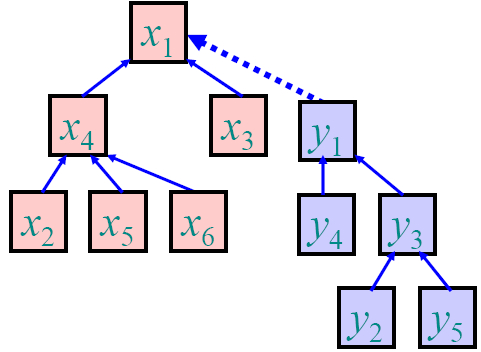 x₁
x₄ x₃ y₁
x₂ x₅ x₆ y₄ y₃
y₂ y₅